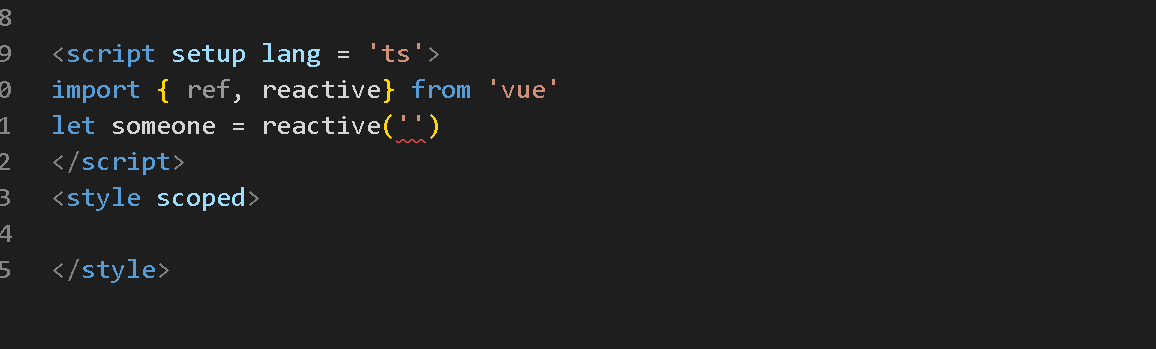 8
9 <script setup lang = 'ts'>
0 import { ref, reactive} from 'vue'
1 let someone = reactive('')
2 </script>
3 <style scoped>
4
5 </style>